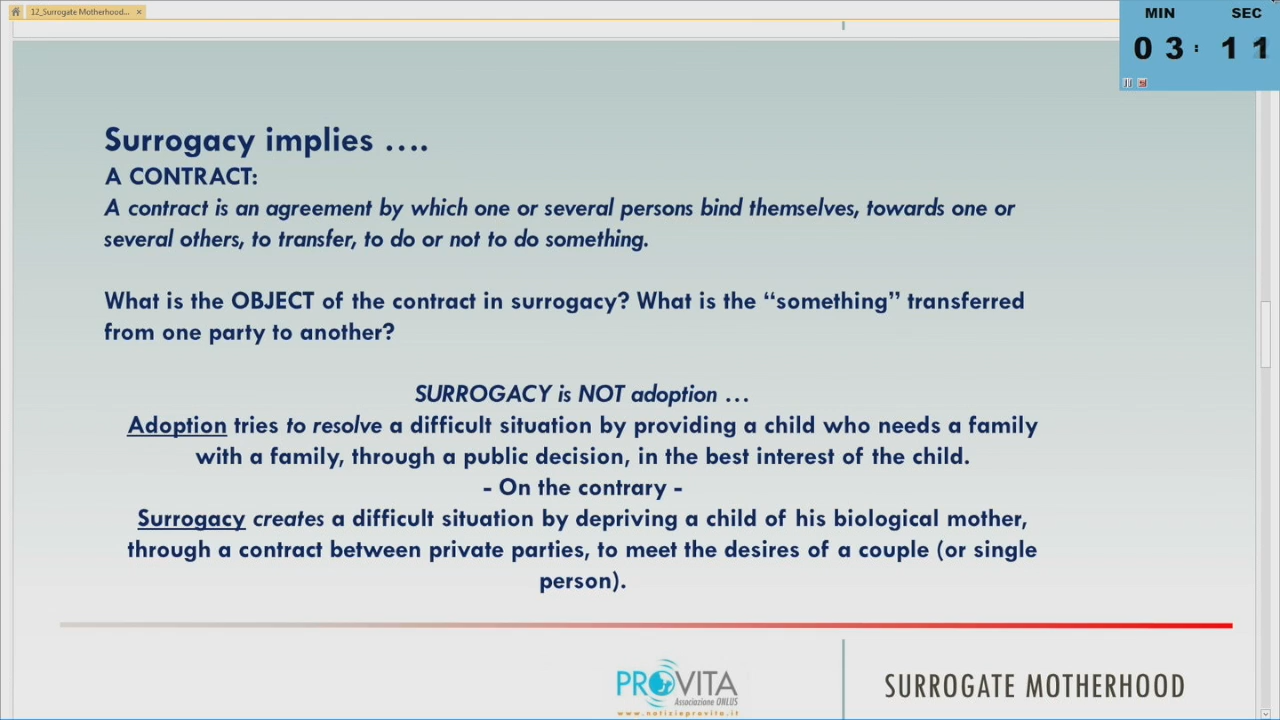 12_Surrogate Motherhood...
MIN SEC
03:11
Surrogacy implies ….
A CONTRACT:
A contract is an agreement by which one or several persons bind themselves, towards one or
several others, to transfer, to do or not to do something.
What is the OBJECT of the contract in surrogacy? What is the “something” transferred
from one party to another?
SURROGACY is NOT adoption …
Adoption tries to resolve a difficult situation by providing a child who needs a family
with a family, through a public decision, in the best interest of the child.
- On the contrary -
Surrogacy creates a difficult situation by depriving a child of his biological mother,
through a contract between private parties, to meet the desires of a couple (or single
person).
PROVITA
Associazione ONLUS
www.notizieprovita.it
SURROGATE MOTHERHOOD